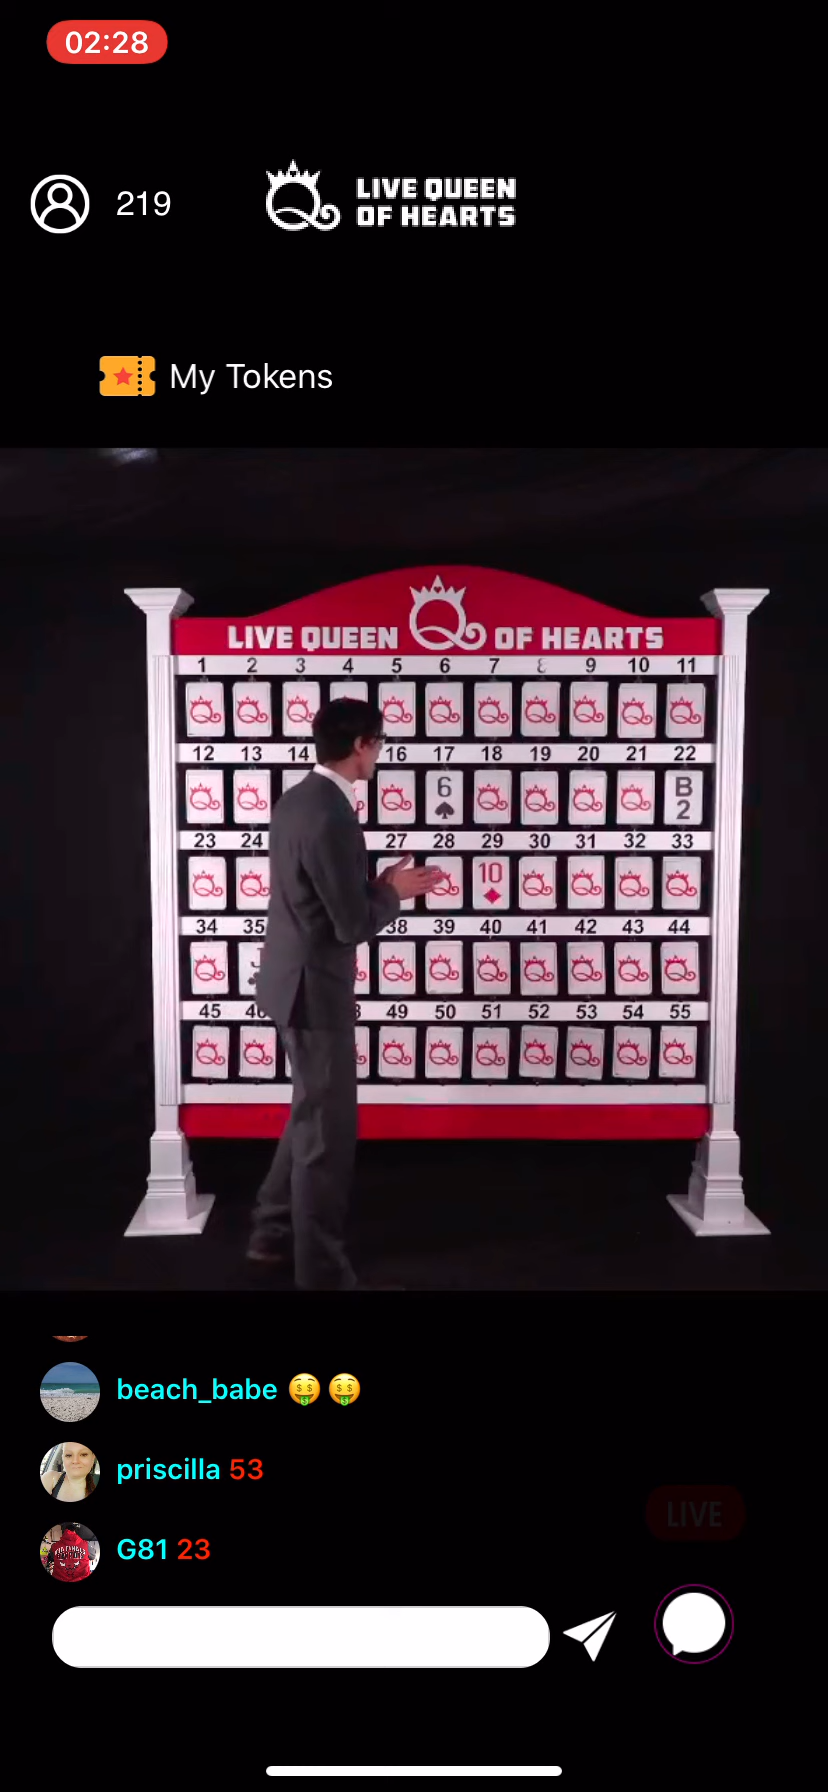 02:28
219
LIVE QUEEN
OF HEARTS
My Tokens
LIVE QUEEN OF HEARTS
1 2 3 4 5 6 7 8 9 10 11
12 13 14 16 17 18 19 20 21 22
6
B
2
23 24 27 28 29 30 31 32 33
10
34 35 38 39 40 41 42 43 44
J
45 46 49 50 51 52 53 54 55
beach_babe 🤑🤑
priscilla 53
LIVE
G81 23